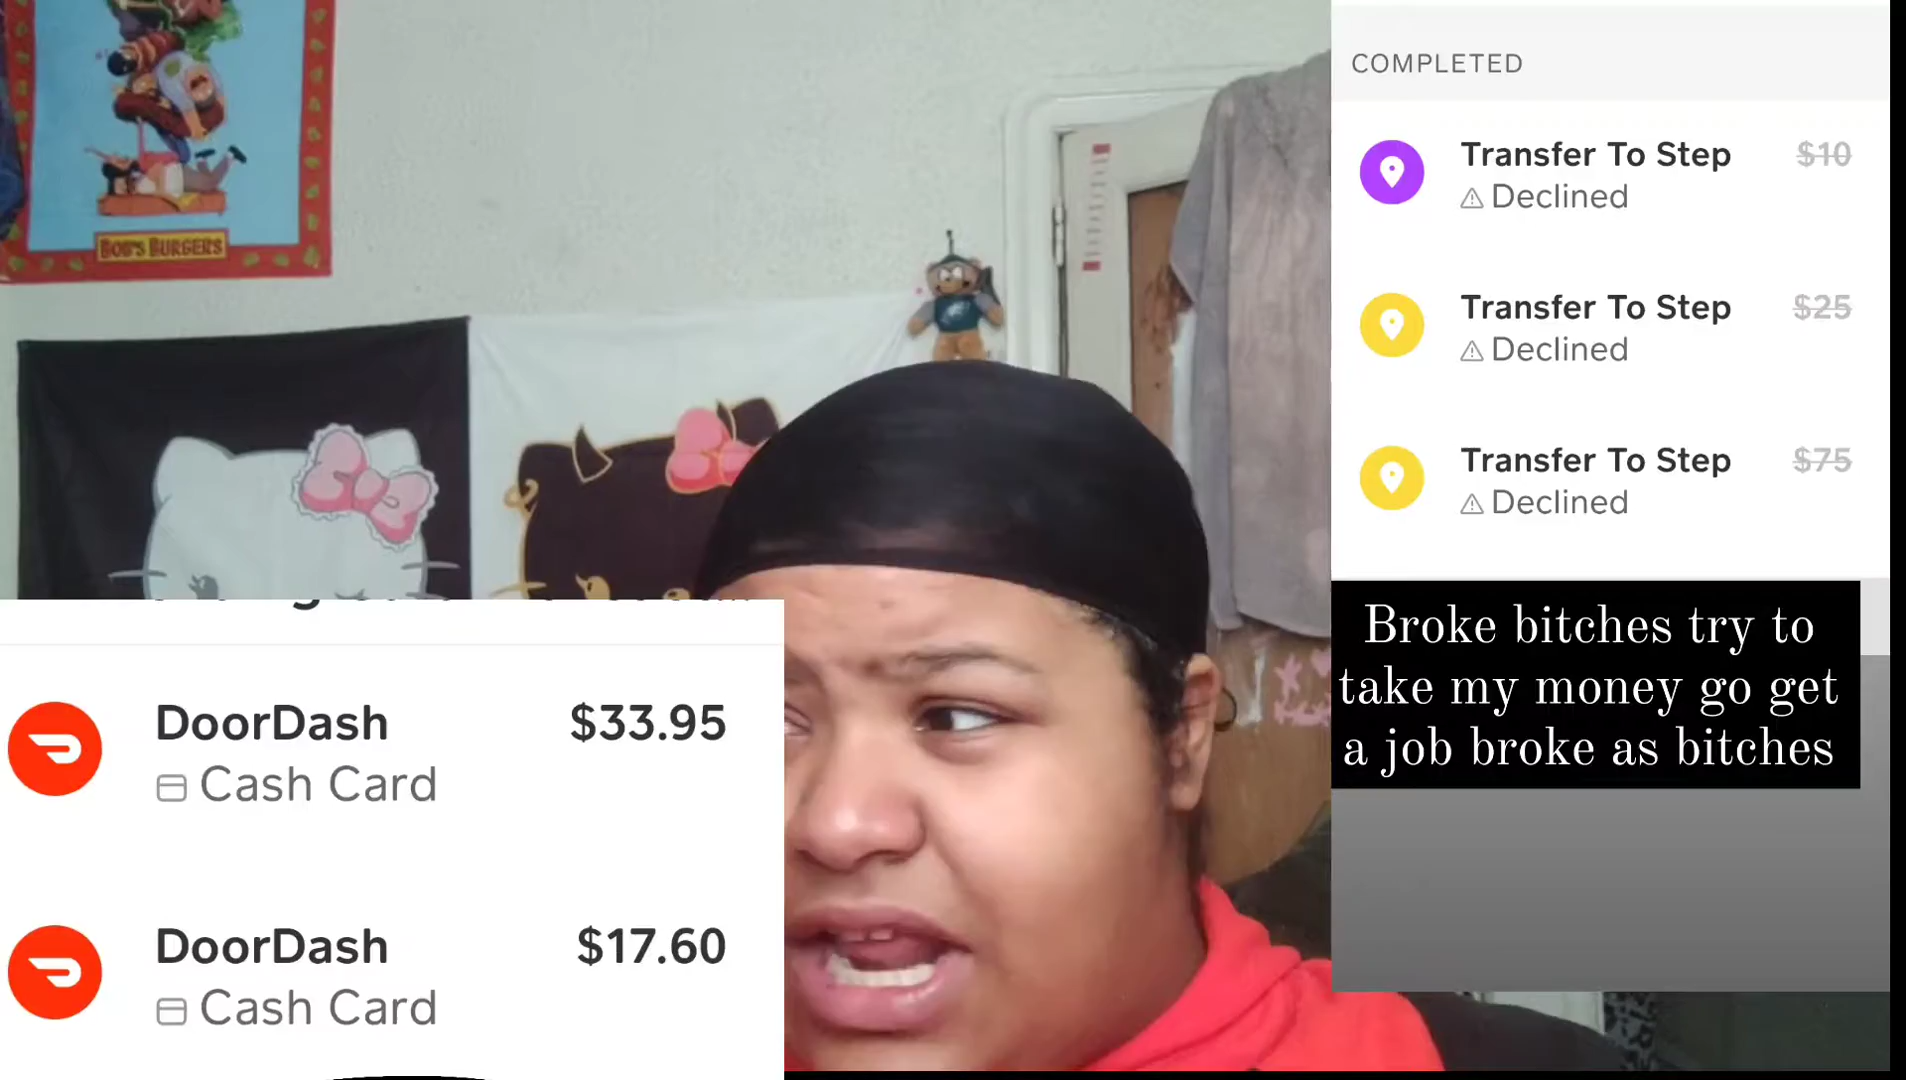 BOB'S BURGERS
COMPLETED
Transfer To Step $10
Declined
Transfer To Step $25
Declined
Transfer To Step $75
Declined
Broke bitches try to
take my money go get
a job broke as bitches
DoorDash $33.95
Cash Card
DoorDash $17.60
Cash Card